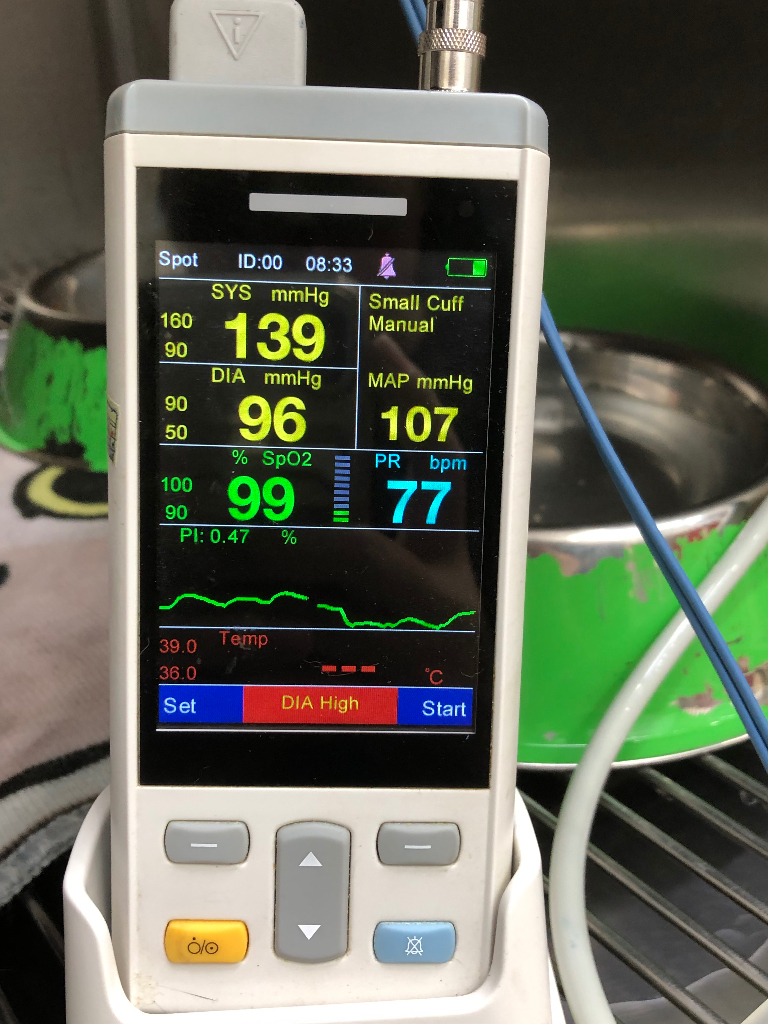 Spot ID:00 08:33
SYS mmHg
160
90
139
Small Cuff
Manual
DIA mmHg
90
50
96
MAP mmHg
107
% SpO2
100
90
99
PR bpm
77
PI: 0.47 %
Temp
39.0
36.0
--- °C
Set DIA High Start